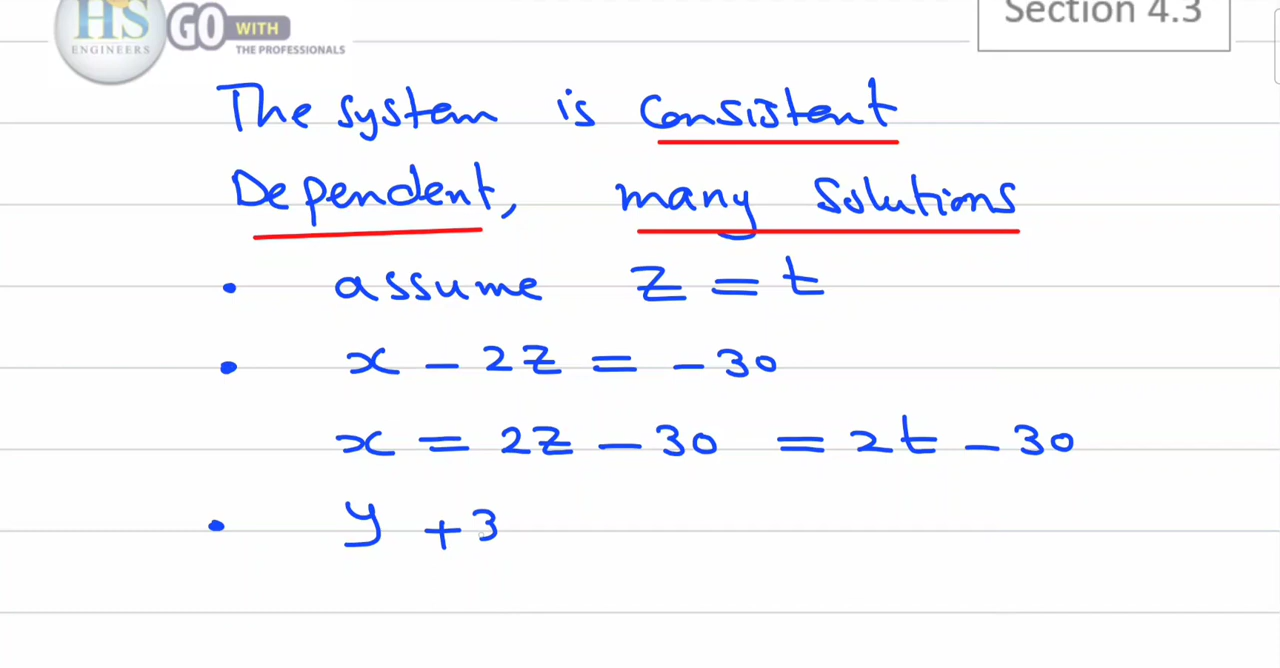 HS
ENGINEERS
GO WITH
THE PROFESSIONALS
Section 4.3
The system is Consistent
Dependent, many Solutions
• assume Z = t
• x - 2Z = -30
x = 2Z - 30 = 2t - 30
• y + 3